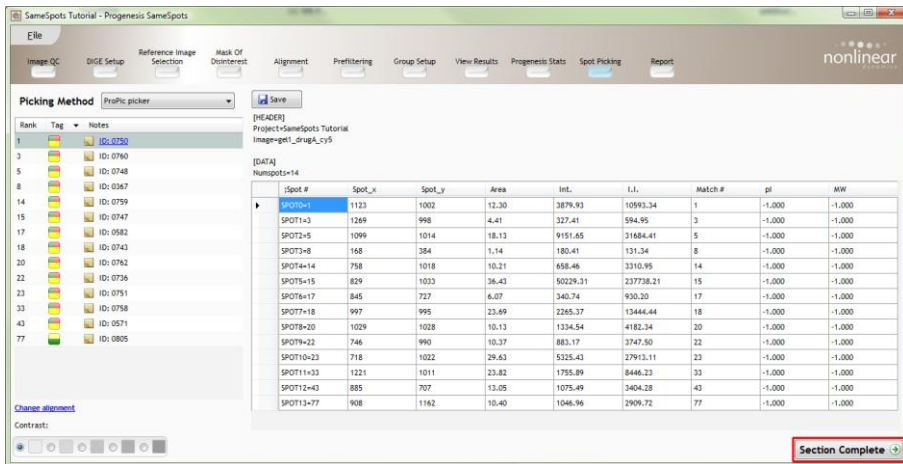 SameSpots Tutorial - Progenesis SameSpots
File
Image QC
DiGE Setup
Reference Image Selection
Mask Of Disinterest
Alignment
Prefiltering
Group Setup
View Results
Progenesis Stats
Spot Picking
Report
nonlinear
dynamics
Picking Method ProPic picker
Save
Rank Tag Notes
1 ID: 0750
3 ID: 0760
5 ID: 0748
8 ID: 0367
14 ID: 0759
15 ID: 0747
17 ID: 0582
18 ID: 0743
20 ID: 0762
22 ID: 0736
23 ID: 0751
33 ID: 0758
43 ID: 0571
77 ID: 0805
Change alignment
Contrast:
[HEADER]
Project=SameSpots Tutorial
Image=gel1_drugA_cy5
[DATA]
Numspots=14
;Spot # Spot_x Spot_y Area Int. I.I. Match # pI MW
SPOT0=1 1123 1002 12.30 3879.93 10593.34 1 -1.000 -1.000
SPOT1=3 1269 998 4.41 327.41 594.95 3 -1.000 -1.000
SPOT2=5 1099 1014 18.13 9151.65 31684.41 5 -1.000 -1.000
SPOT3=8 168 384 1.14 180.41 131.34 8 -1.000 -1.000
SPOT4=14 758 1018 10.21 658.46 3310.95 14 -1.000 -1.000
SPOT5=15 829 1033 36.43 50229.31 237738.21 15 -1.000 -1.000
SPOT6=17 845 727 6.07 340.74 930.20 17 -1.000 -1.000
SPOT7=18 997 995 23.69 2265.37 13444.44 18 -1.000 -1.000
SPOT8=20 1029 1028 10.13 1334.54 4182.34 20 -1.000 -1.000
SPOT9=22 746 990 10.37 883.17 3747.50 22 -1.000 -1.000
SPOT10=23 718 1022 29.63 5325.43 27913.11 23 -1.000 -1.000
SPOT11=33 1221 1011 23.82 1755.89 8446.23 33 -1.000 -1.000
SPOT12=43 885 707 13.05 1075.49 3404.28 43 -1.000 -1.000
SPOT13=77 908 1162 10.40 1046.96 2909.72 77 -1.000 -1.000
Section Complete